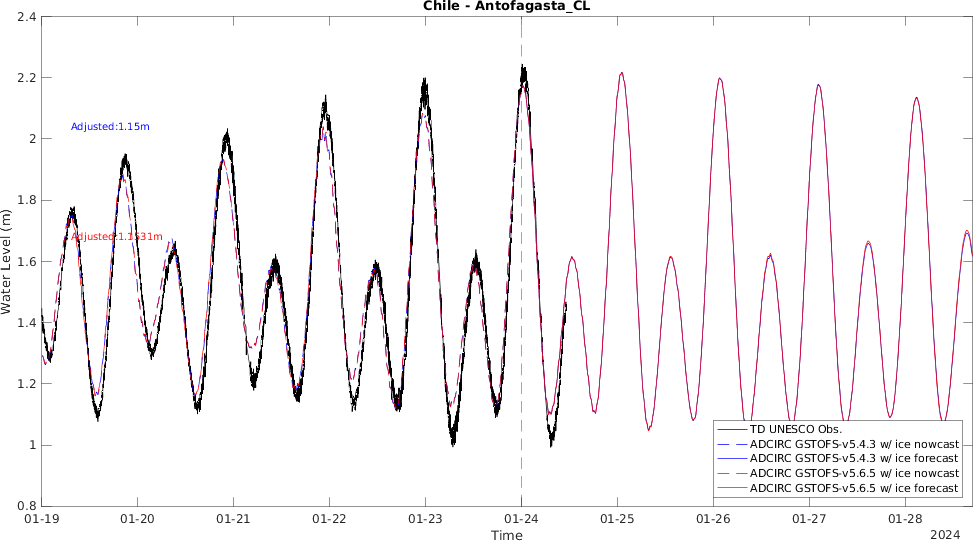 Chile - Antofagasta_CL
2.4
2.2
2
1.8
1.6
1.4
1.2
1
0.8
Water Level (m)
Adjusted:1.15m
Adjusted:1.1531m
TD UNESCO Obs.
ADCIRC GSTOFS-v5.4.3 w/ ice nowcast
ADCIRC GSTOFS-v5.4.3 w/ ice forecast
ADCIRC GSTOFS-v5.6.5 w/ ice nowcast
ADCIRC GSTOFS-v5.6.5 w/ ice forecast
01-19 01-20 01-21 01-22 01-23 01-24 01-25 01-26 01-27 01-28
Time
2024